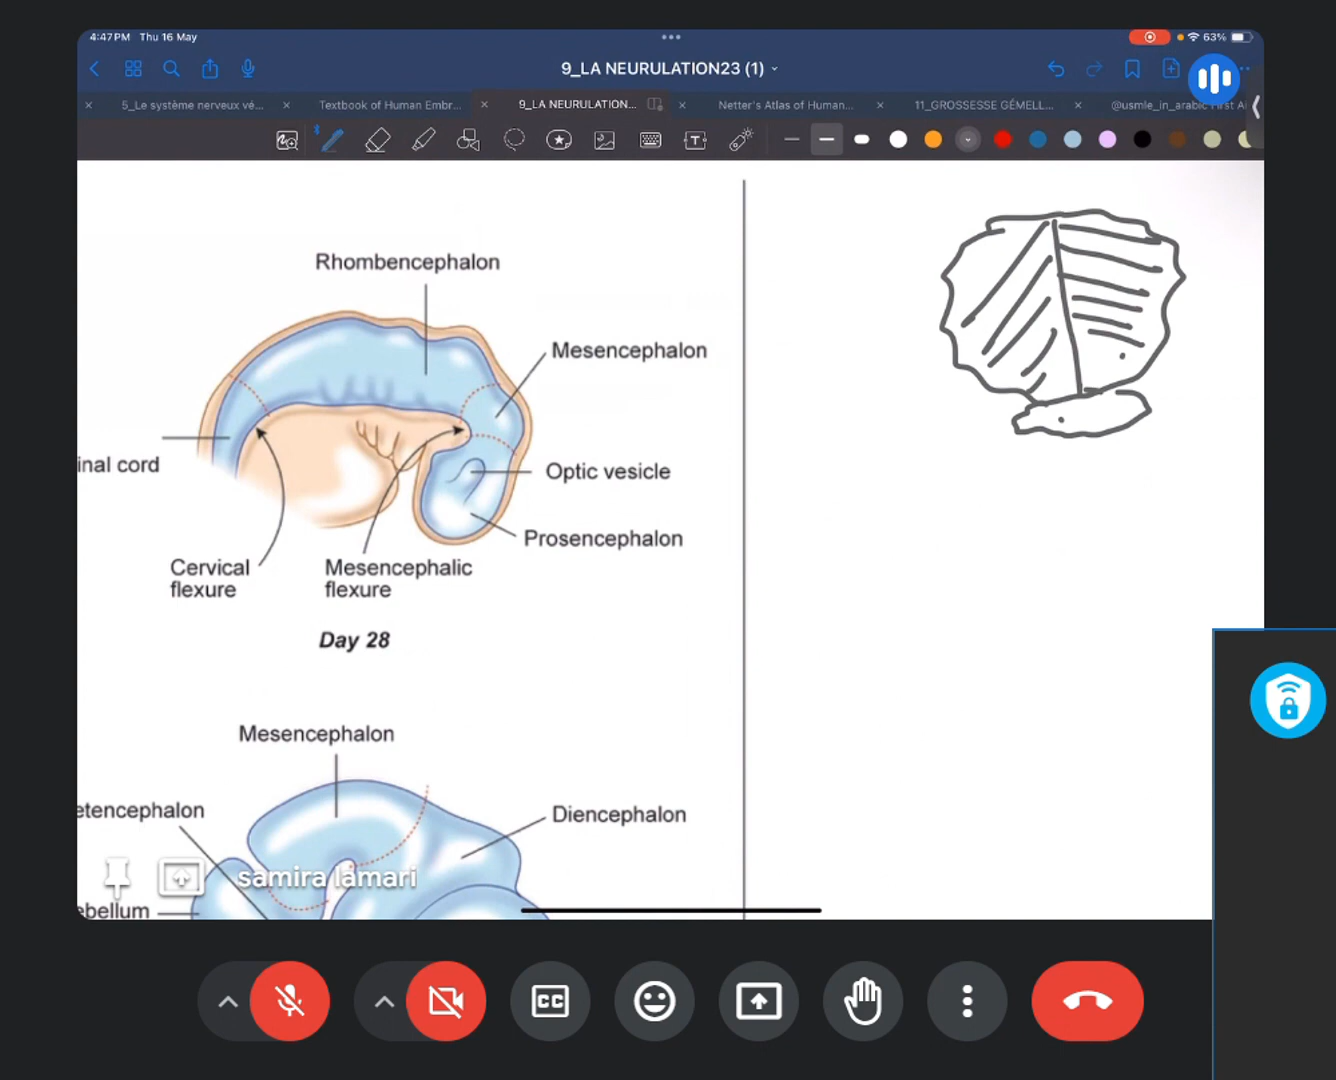 4:47 PM Thu 16 May
63%
9_LA NEURULATION23 (1)
5_Le système nerveux vé...
Textbook of Human Embr...
9_LA NEURULATION...
Netter's Atlas of Human...
11_GROSSESSE GÉMELL...
@usmle_in_arabic First A
Rhombencephalon
Mesencephalon
inal cord
Optic vesicle
Prosencephalon
Cervical
flexure
Mesencephalic
flexure
Day 28
Mesencephalon
etencephalon
Diencephalon
samira lamari
ebellum
CC